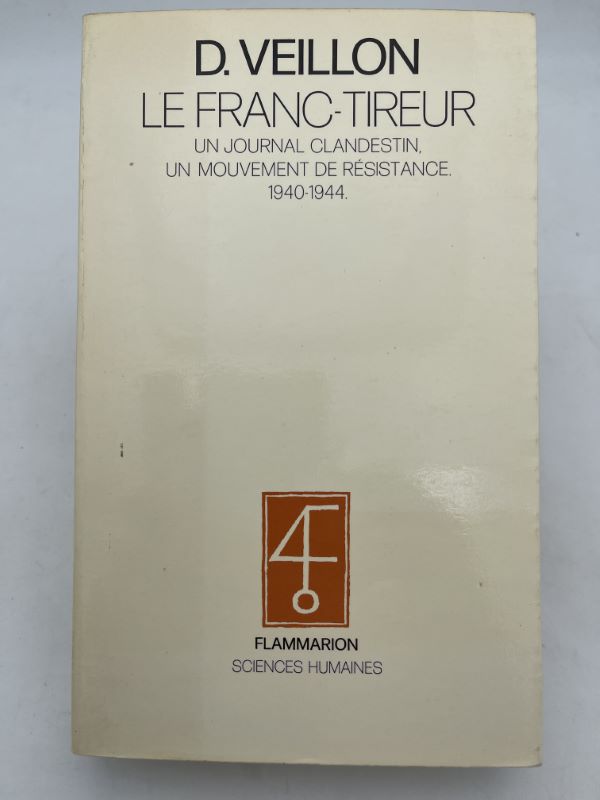 D. VEILLON
LE FRANC-TIREUR
UN JOURNAL CLANDESTIN,
UN MOUVEMENT DE RÉSISTANCE.
1940-1944.
FLAMMARION
SCIENCES HUMAINES